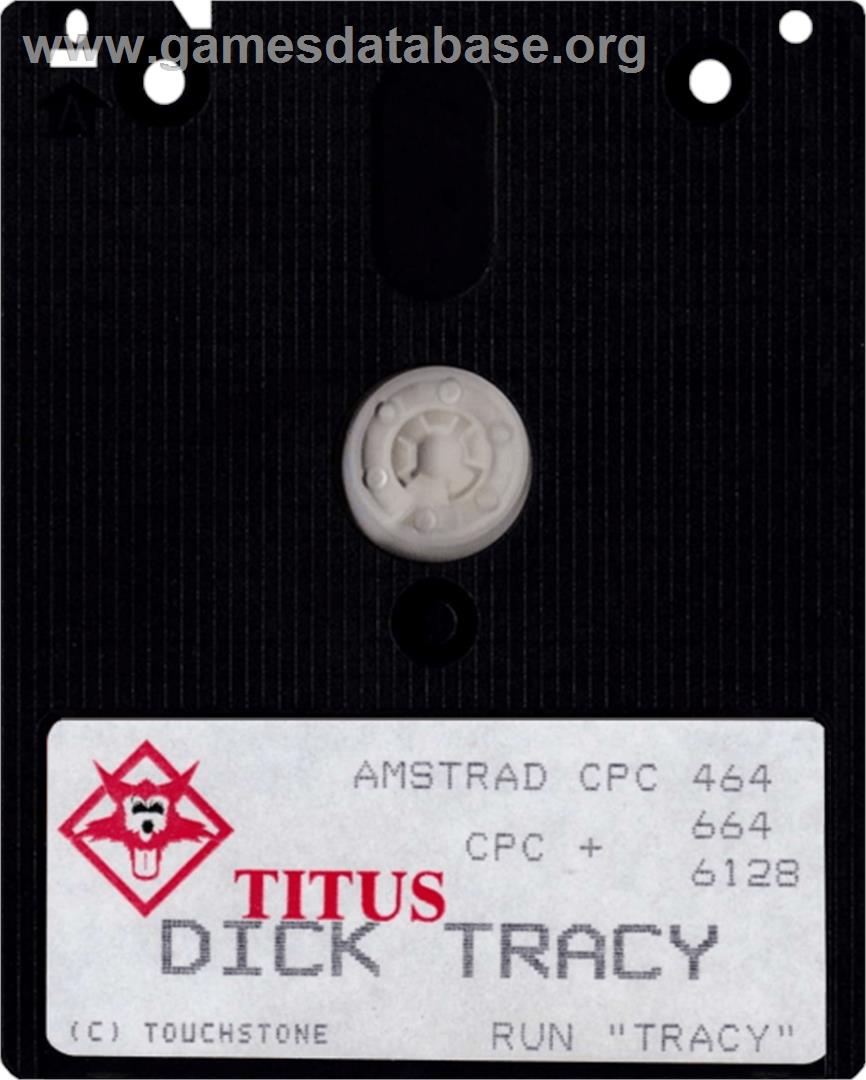 www.gamesdatabase.org
AMSTRAD CPC 464
664
CPC +
6128
TITUS
DICK TRACY
(C) TOUCHSTONE
RUN "TRACY"